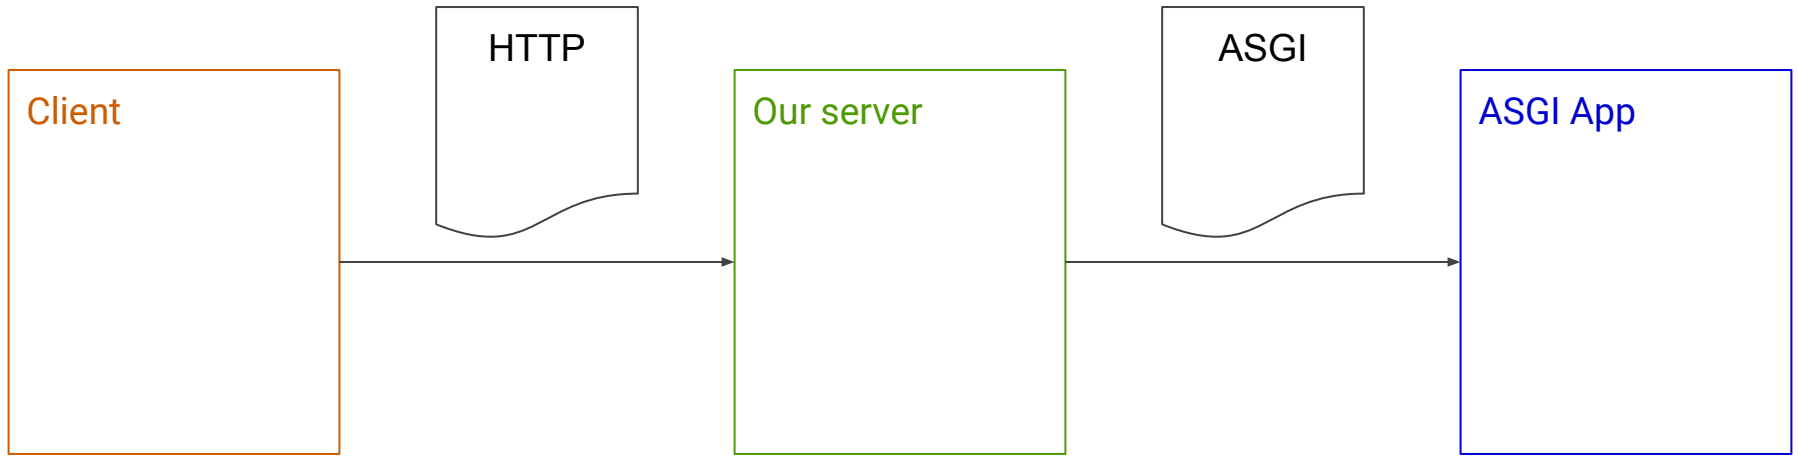 HTTP
ASGI
Client
Our server
ASGI App